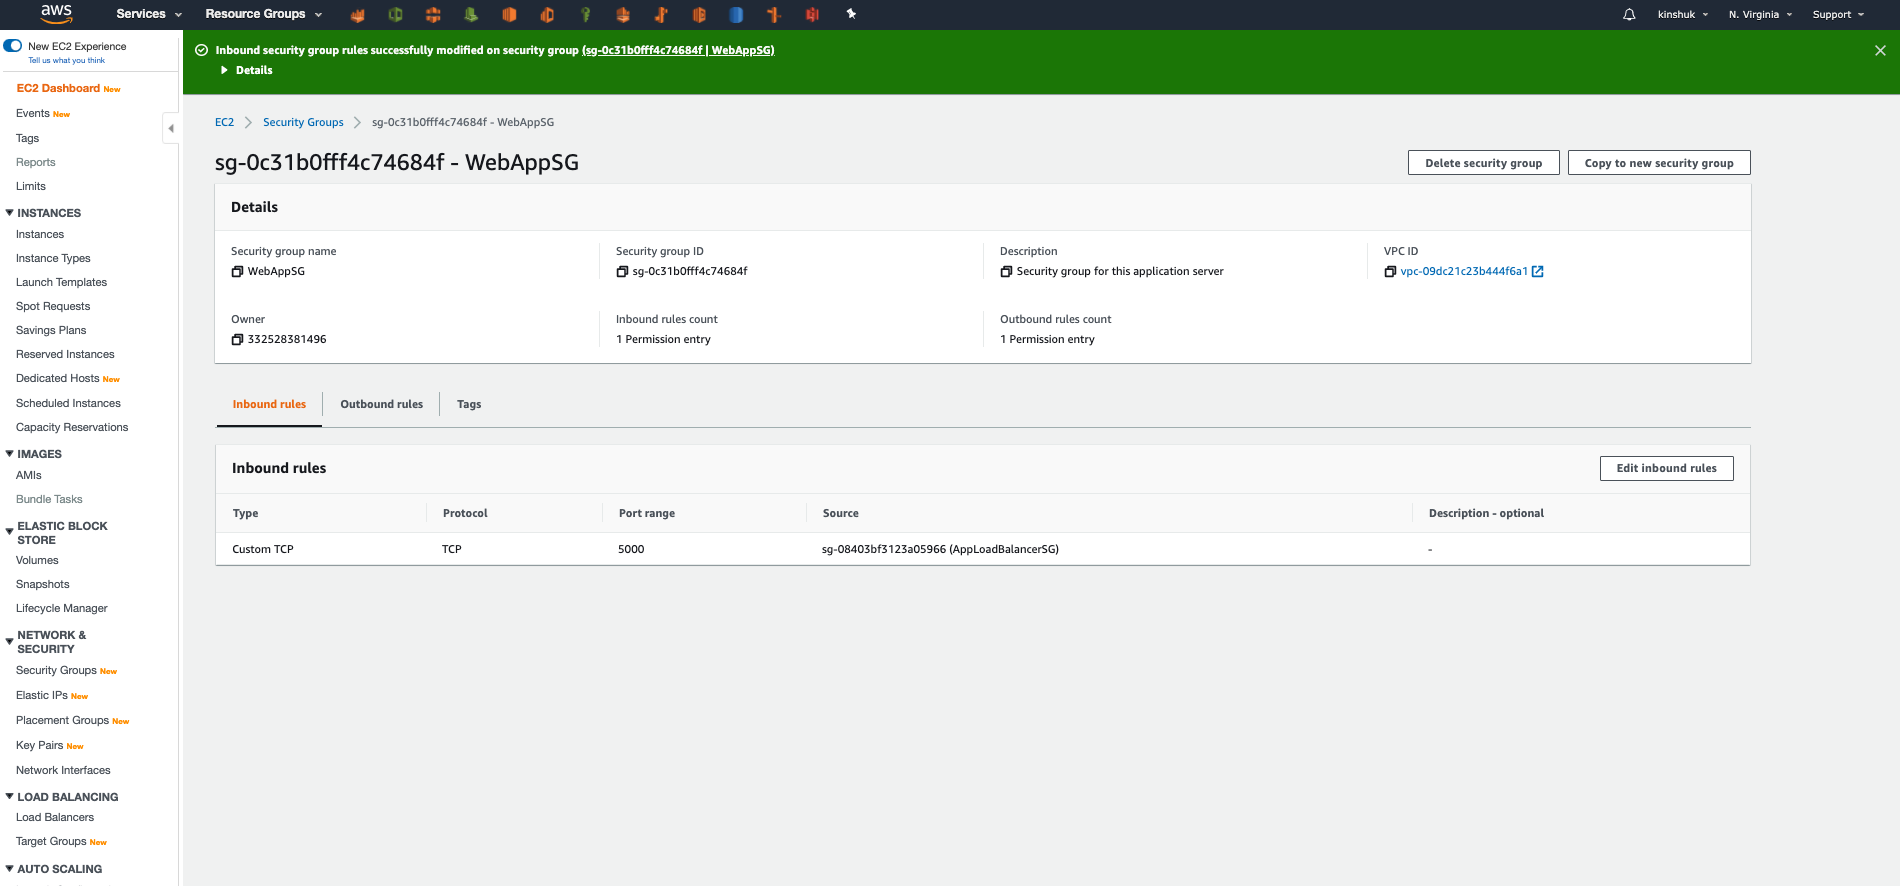 aws
Services
Resource Groups
kinshuk
N. Virginia
Support
New EC2 Experience
Tell us what you think
EC2 Dashboard New
Events New
Tags
Reports
Limits
INSTANCES
Instances
Instance Types
Launch Templates
Spot Requests
Savings Plans
Reserved Instances
Dedicated Hosts New
Scheduled Instances
Capacity Reservations
IMAGES
AMIs
Bundle Tasks
ELASTIC BLOCK
STORE
Volumes
Snapshots
Lifecycle Manager
NETWORK &
SECURITY
Security Groups New
Elastic IPs New
Placement Groups New
Key Pairs New
Network Interfaces
LOAD BALANCING
Load Balancers
Target Groups New
AUTO SCALING
Inbound security group rules successfully modified on security group (sg-0c31b0fff4c74684f | WebAppSG)
Details
EC2
Security Groups
sg-0c31b0fff4c74684f - WebAppSG
sg-0c31b0fff4c74684f - WebAppSG
Delete security group
Copy to new security group
Details
Security group name
WebAppSG
Security group ID
sg-0c31b0fff4c74684f
Description
Security group for this application server
VPC ID
vpc-09dc21c23b444f6a1
Owner
332528381496
Inbound rules count
1 Permission entry
Outbound rules count
1 Permission entry
Inbound rules
Outbound rules
Tags
Inbound rules
Edit inbound rules
Type
Protocol
Port range
Source
Description - optional
Custom TCP
TCP
5000
sg-08403bf3123a05966 (AppLoadBalancerSG)
-